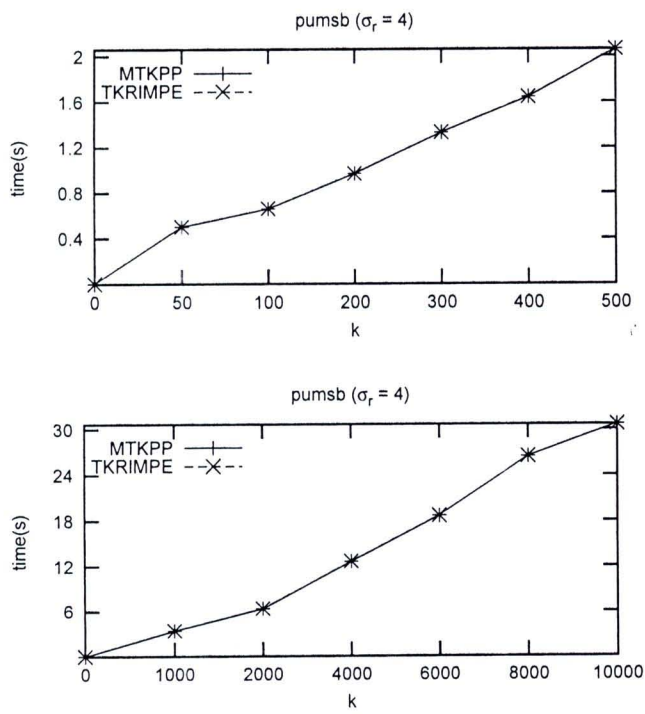 pumsb (σr = 4)
MTKPP
TKRIMPE
2
1.6
1.2
0.8
0.4
time(s)
0 50 100 200 300 400 500
k
pumsb (σr = 4)
MTKPP
TKRIMPE
30
24
18
12
6
time(s)
0 1000 2000 4000 6000 8000 10000
k